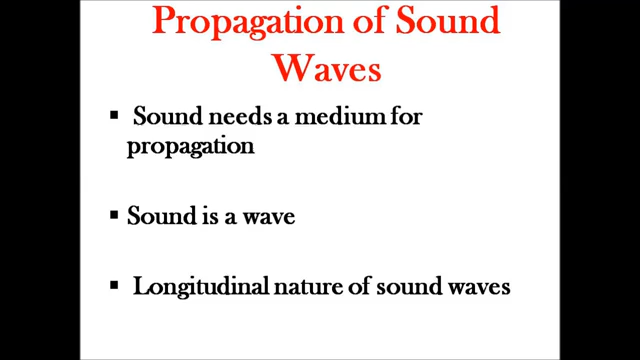 Propagation of Sound
Waves
▪ Sound needs a medium for
propagation
▪ Sound is a wave
▪ Longitudinal nature of sound waves